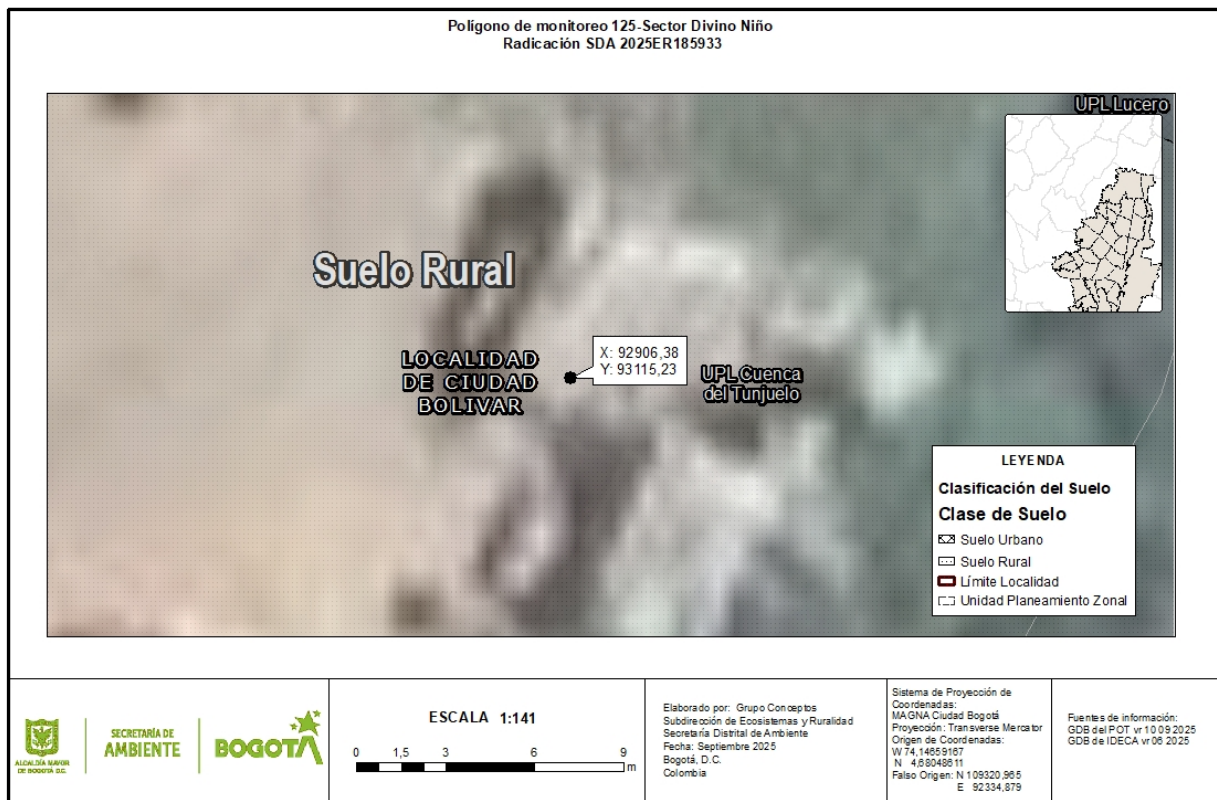 Polígono de monitoreo 125-Sector Divino Niño
Radicación SDA 2025ER185933
UPL Lucero
Suelo Rural
LOCALIDAD
DE CIUDAD
BOLIVAR
X: 92906,38
Y: 93115,23
UPL Cuenca
del Tunjuelo
LEYENDA
Clasificación del Suelo
Clase de Suelo
Suelo Urbano
Suelo Rural
Límite Localidad
Unidad Planeamiento Zonal
ALCALDÍA MAYOR
DE BOGOTÁ D.C.
SECRETARÍA DE
AMBIENTE
BOGOTÁ
ESCALA 1:141
0 1,5 3 6 9
m
Elaborado por: Grupo Conceptos
Subdirección de Ecosistemas y Ruralidad
Secretaría Distrital de Ambiente
Fecha: Septiembre 2025
Bogotá, D.C.
Colombia
Sistema de Proyección de
Coordenadas:
MAGNA Ciudad Bogotá
Proyección: Transverse Mercator
Origen de Coordenadas:
W 74,14659167
N 4,68048611
Falso Origen: N 109320,965
E 92334,879
Fuentes de información:
GDB del POT vr 10 09 2025
GDB de IDECA vr 06 2025